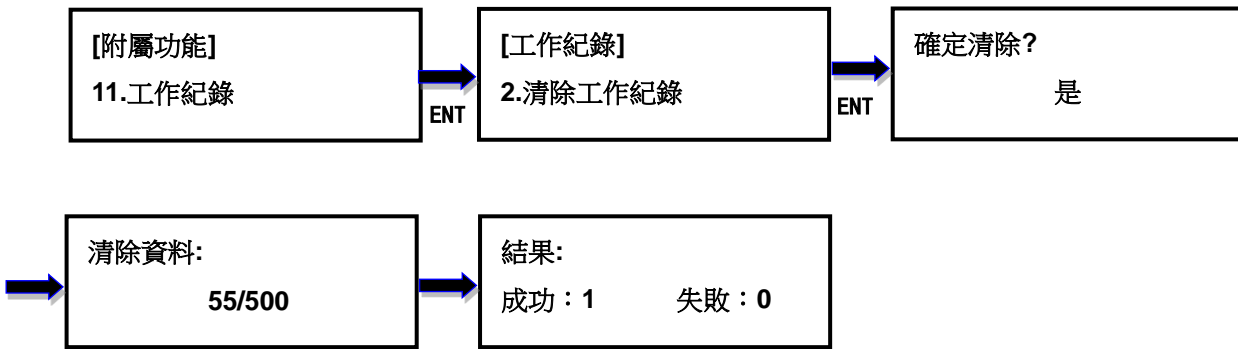 [附屬功能]
11.工作紀錄
ENT
[工作紀錄]
2.清除工作紀錄
ENT
確定清除?
是
清除資料:
55/500
結果:
成功：1 失敗：0